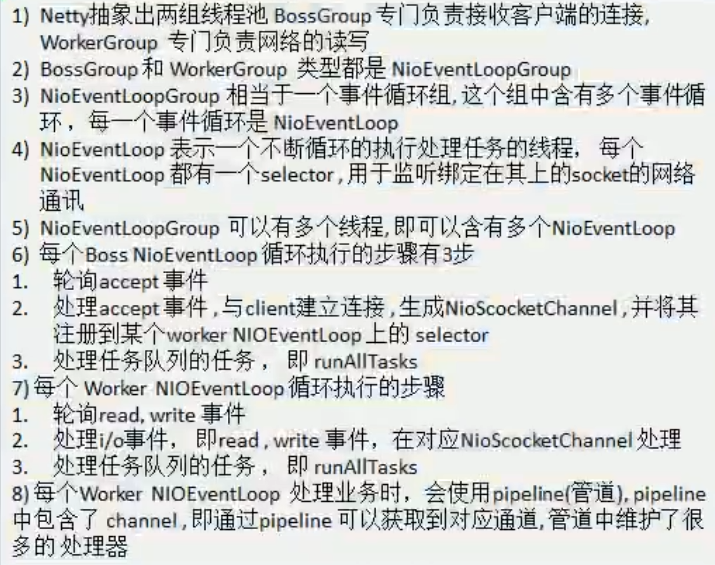 1) Netty抽象出两组线程池 BossGroup 专门负责接收客户端的连接,
WorkerGroup 专门负责网络的读写
2) BossGroup 和 WorkerGroup 类型都是 NioEventLoopGroup
3) NioEventLoopGroup 相当于一个事件循环组, 这个组中含有多个事件循
环 ，每一个事件循环是 NioEventLoop
4) NioEventLoop 表示一个不断循环的执行处理任务的线程， 每个
NioEventLoop 都有一个selector , 用于监听绑定在其上的socket的网络
通讯
5) NioEventLoopGroup 可以有多个线程, 即可以含有多个NioEventLoop
6) 每个Boss NioEventLoop 循环执行的步骤有3步
1. 轮询accept 事件
2. 处理accept 事件 , 与client建立连接 , 生成NioScocketChannel , 并将其
注册到某个worker NIOEventLoop 上的 selector
3. 处理任务队列的任务 ， 即 runAllTasks
7) 每个 Worker NIOEventLoop 循环执行的步骤
1. 轮询read, write 事件
2. 处理i/o事件， 即read , write 事件，在对应NioScocketChannel 处理
3. 处理任务队列的任务 ， 即 runAllTasks
8) 每个Worker NIOEventLoop 处理业务时，会使用pipeline(管道), pipeline
中包含了 channel , 即通过pipeline 可以获取到对应通道, 管道中维护了很
多的 处理器